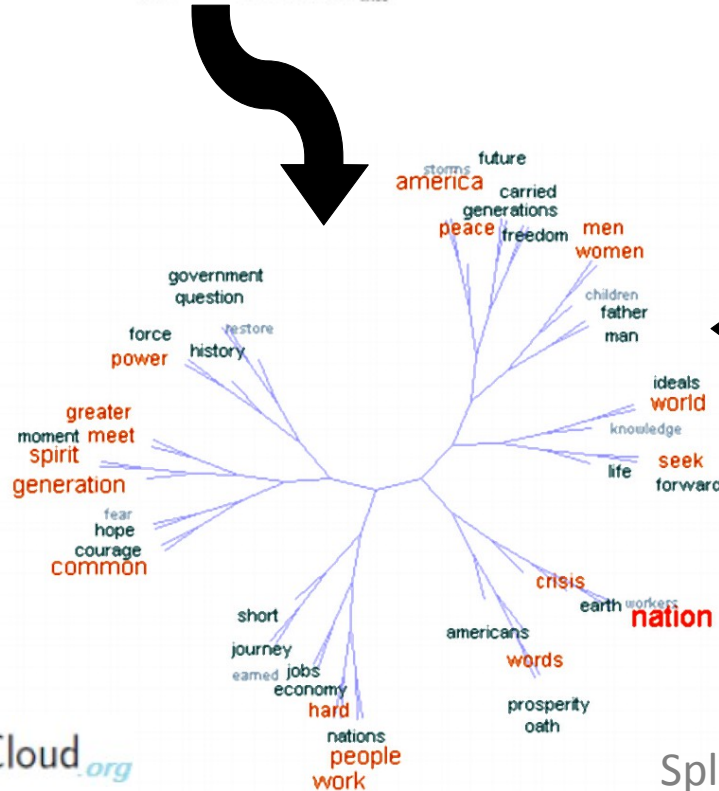 storms
future
america
carried
generations
peace
freedom
men
women
children
father
man
ideals
world
knowledge
seek
life
forward
government
question
restore
force
history
power
greater
moment
meet
spirit
generation
fear
hope
courage
common
crisis
earth
workers
nation
americans
words
prosperity
oath
short
journey
earned
jobs
economy
hard
nations
people
work
Cloud.org
Spl